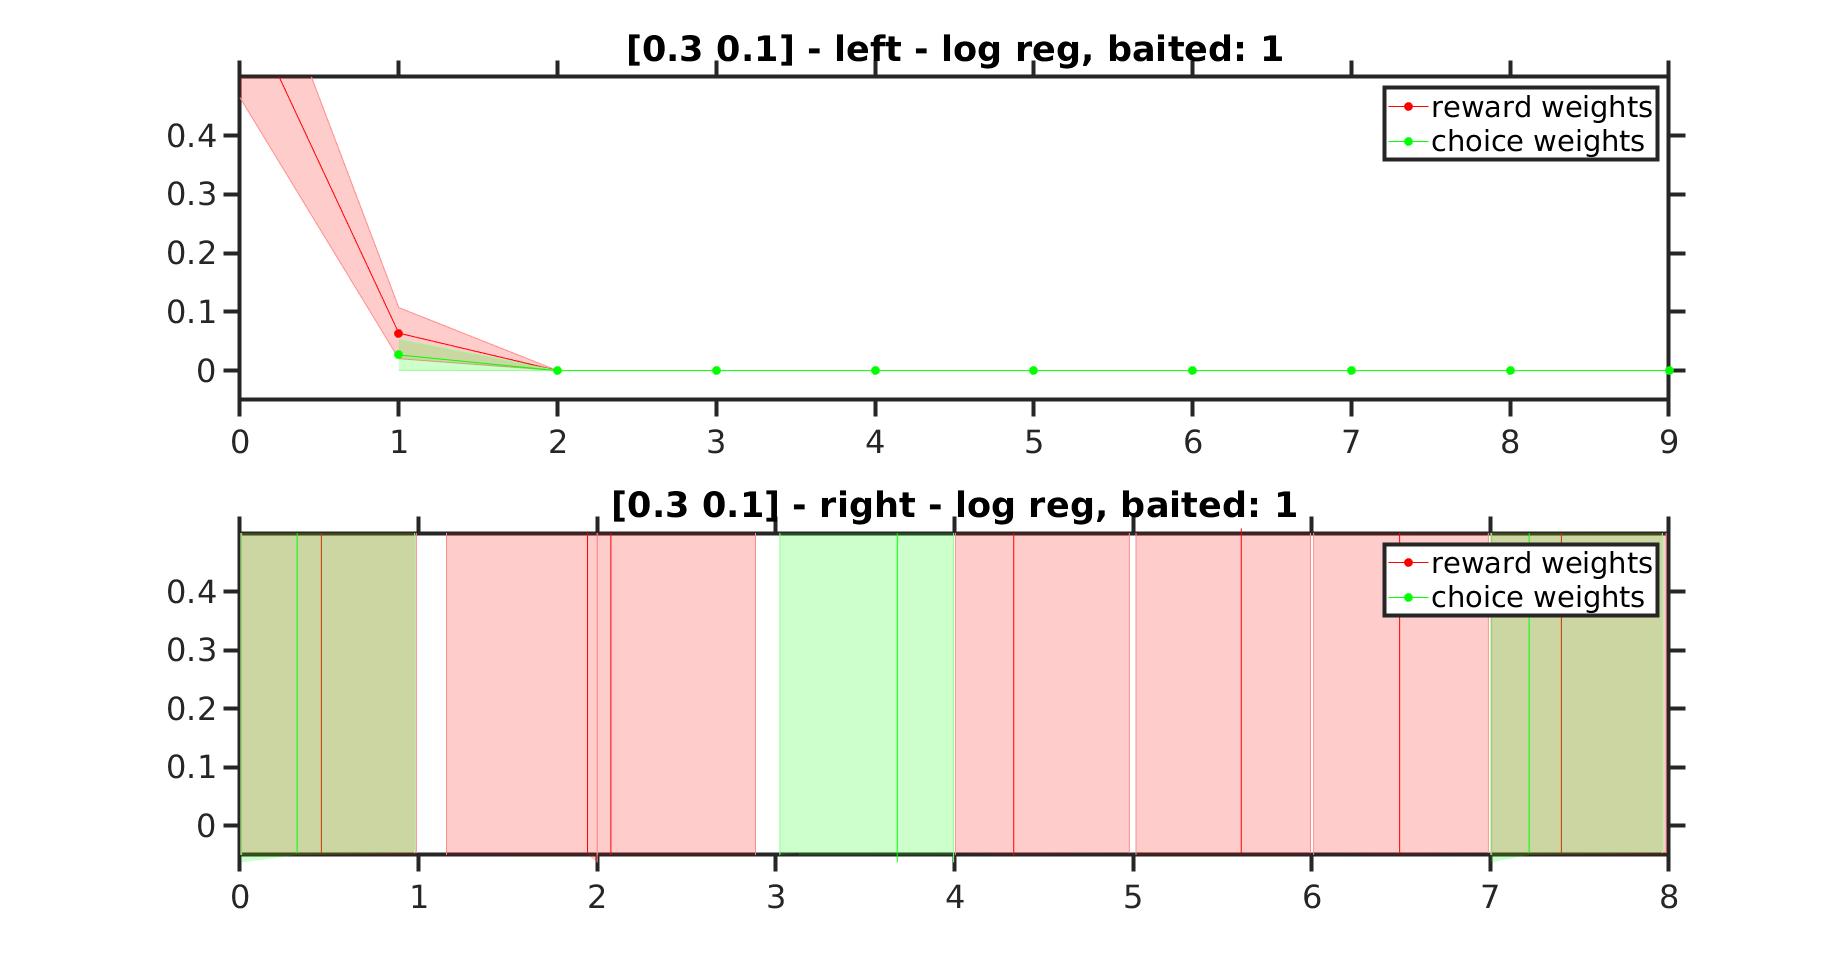 [0.3 0.1] - left - log reg, baited: 1
reward weights
choice weights
0.4
0.3
0.2
0.1
0
0 1 2 3 4 5 6 7 8 9
[0.3 0.1] - right - log reg, baited: 1
reward weights
choice weights
0.4
0.3
0.2
0.1
0
0 1 2 3 4 5 6 7 8